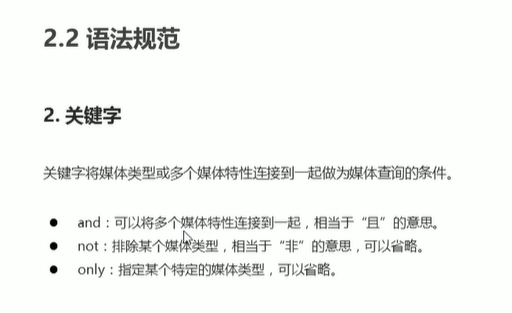 2.2 语法规范
2. 关键字
关键字将媒体类型或多个媒体特性连接到一起做为媒体查询的条件。
● and：可以将多个媒体特性连接到一起，相当于“且”的意思。
● not：排除某个媒体类型，相当于“非”的意思，可以省略。
● only：指定某个特定的媒体类型，可以省略。